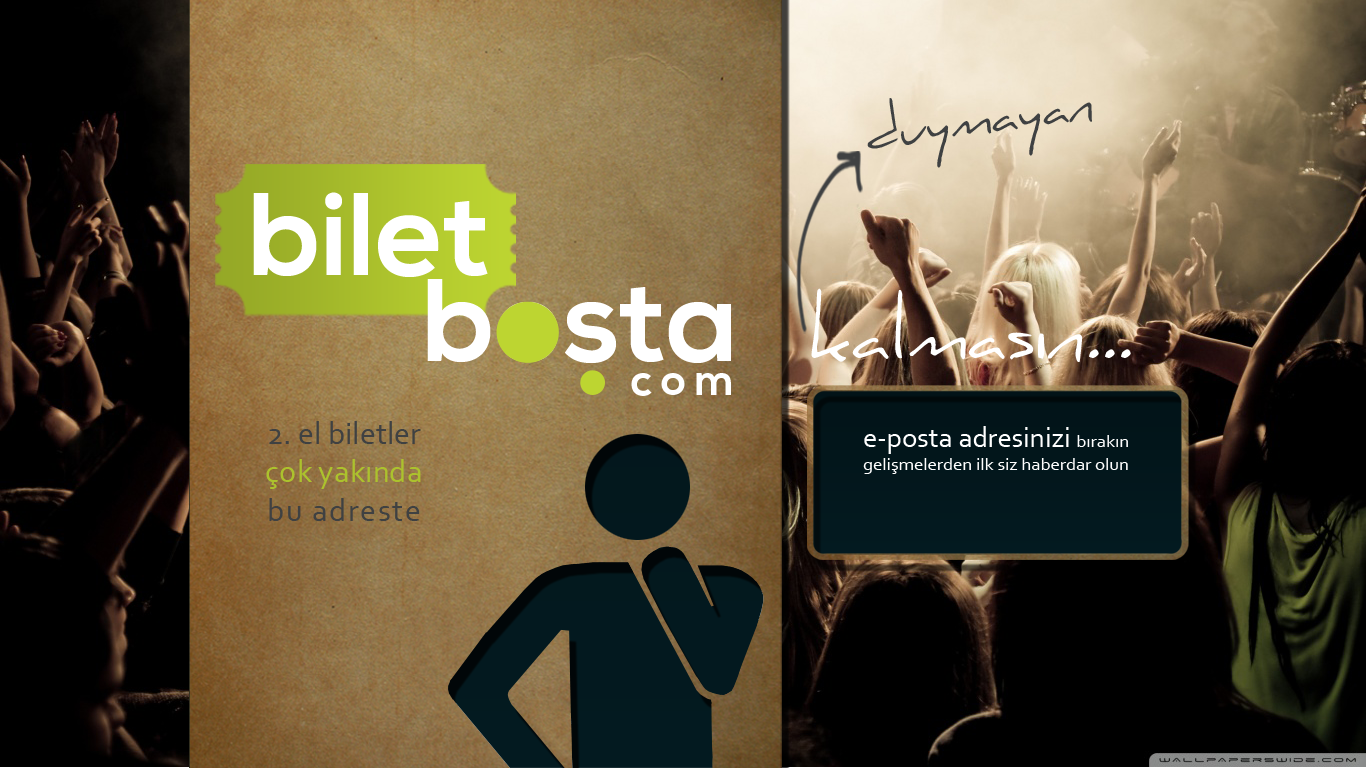 bilet
boşta
.com
2. el biletler
çok yakında
bu adreste
duymayan
kalmasın...
e-posta adresinizi bırakın
gelişmelerden ilk siz haberdar olun
WALLPAPERSWIDE.COM